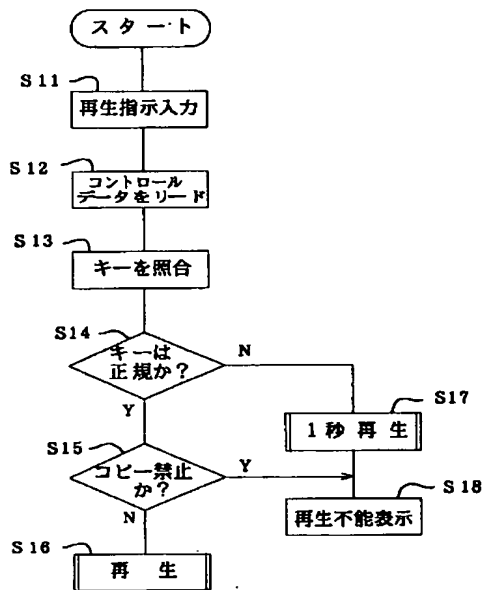 スタート
S11
再生指示入力
S12
コントロール
データをリード
S13
キーを照合
S14
キーは
正規か?
N
Y
S17
1秒再生
S15
コピー禁止
か?
Y
N
S18
再生不能表示
S16
再生